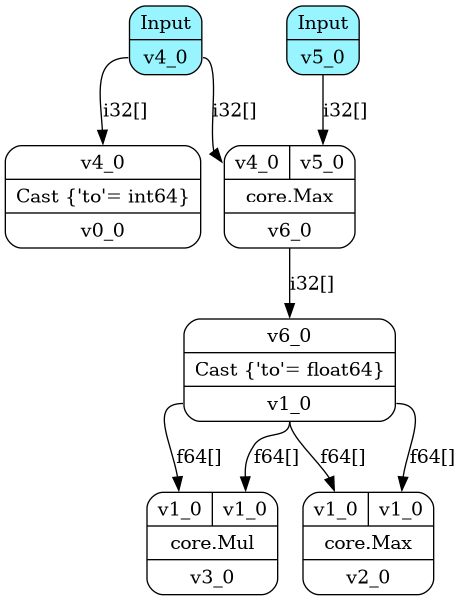 Input
v4_0
Input
v5_0
i32[]
i32[]
i32[]
v4_0
Cast {'to'= int64}
v0_0
v4_0 v5_0
core.Max
v6_0
i32[]
v6_0
Cast {'to'= float64}
v1_0
f64[]
f64[]
f64[]
f64[]
v1_0 v1_0
core.Mul
v3_0
v1_0 v1_0
core.Max
v2_0